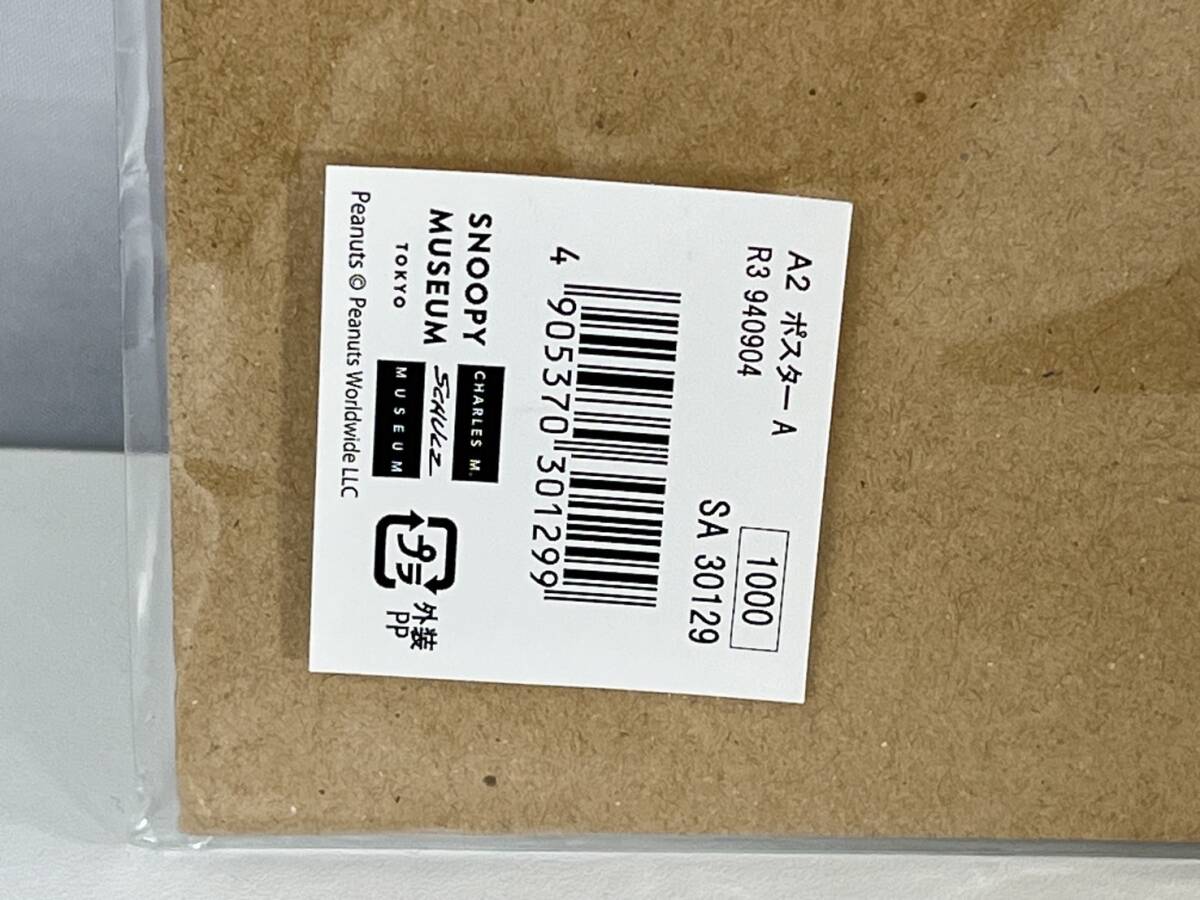 A2 ポスター A
R3 940904
1000
SA 30129
4 905370 301299
SNOOPY
MUSEUM
TOKYO
CHARLES M.
SCHULZ
MUSEUM
プラ
外装
PP
Peanuts © Peanuts Worldwide LLC